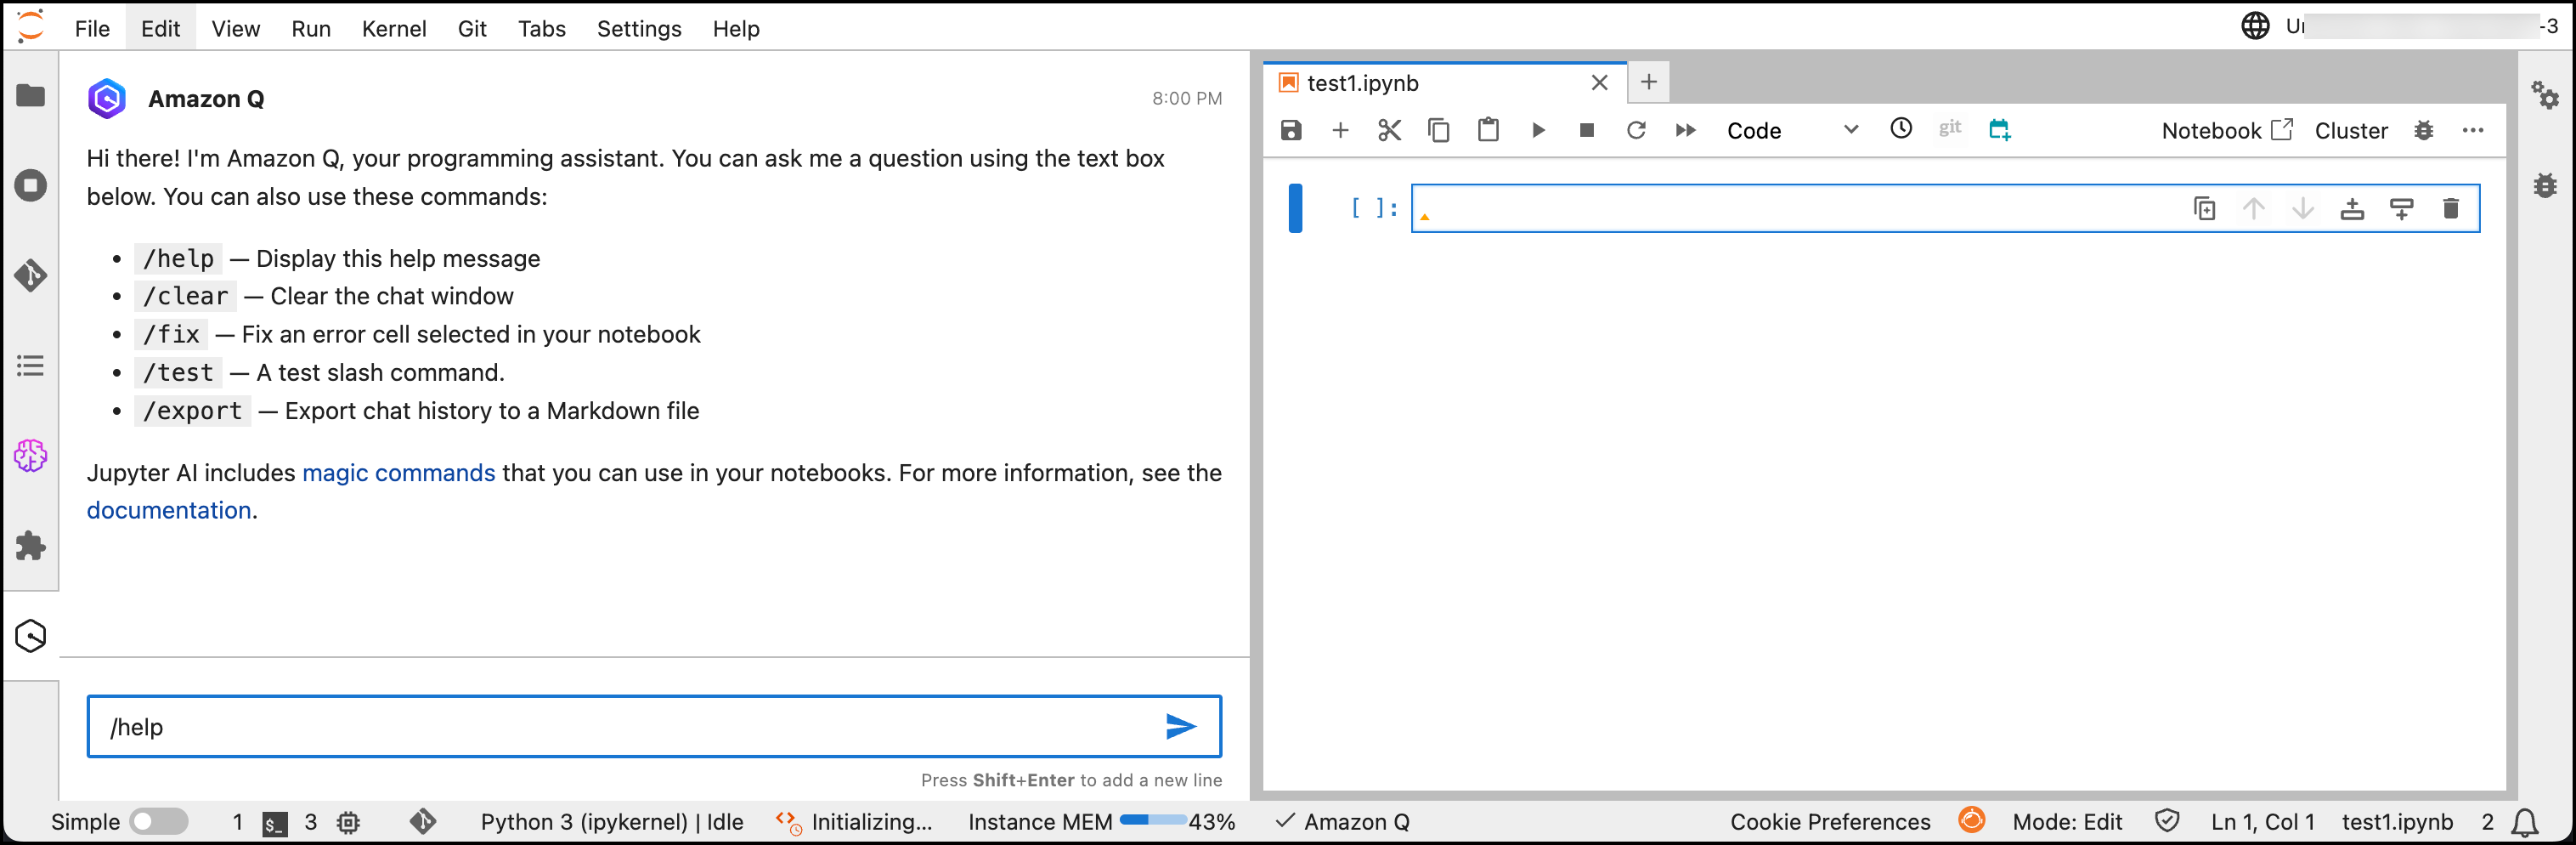 File Edit View Run Kernel Git Tabs Settings Help
-3
Amazon Q 8:00 PM
Hi there! I'm Amazon Q, your programming assistant. You can ask me a question using the text box
below. You can also use these commands:
/help — Display this help message
/clear — Clear the chat window
/fix — Fix an error cell selected in your notebook
/test — A test slash command.
/export — Export chat history to a Markdown file
Jupyter AI includes magic commands that you can use in your notebooks. For more information, see the
documentation.
/help
Press Shift+Enter to add a new line
test1.ipynb
Code git Notebook Cluster
[ ]:
Simple 1 $_ 3 Python 3 (ipykernel) | Idle Initializing... Instance MEM 43% Amazon Q Cookie Preferences Mode: Edit Ln 1, Col 1 test1.ipynb 2